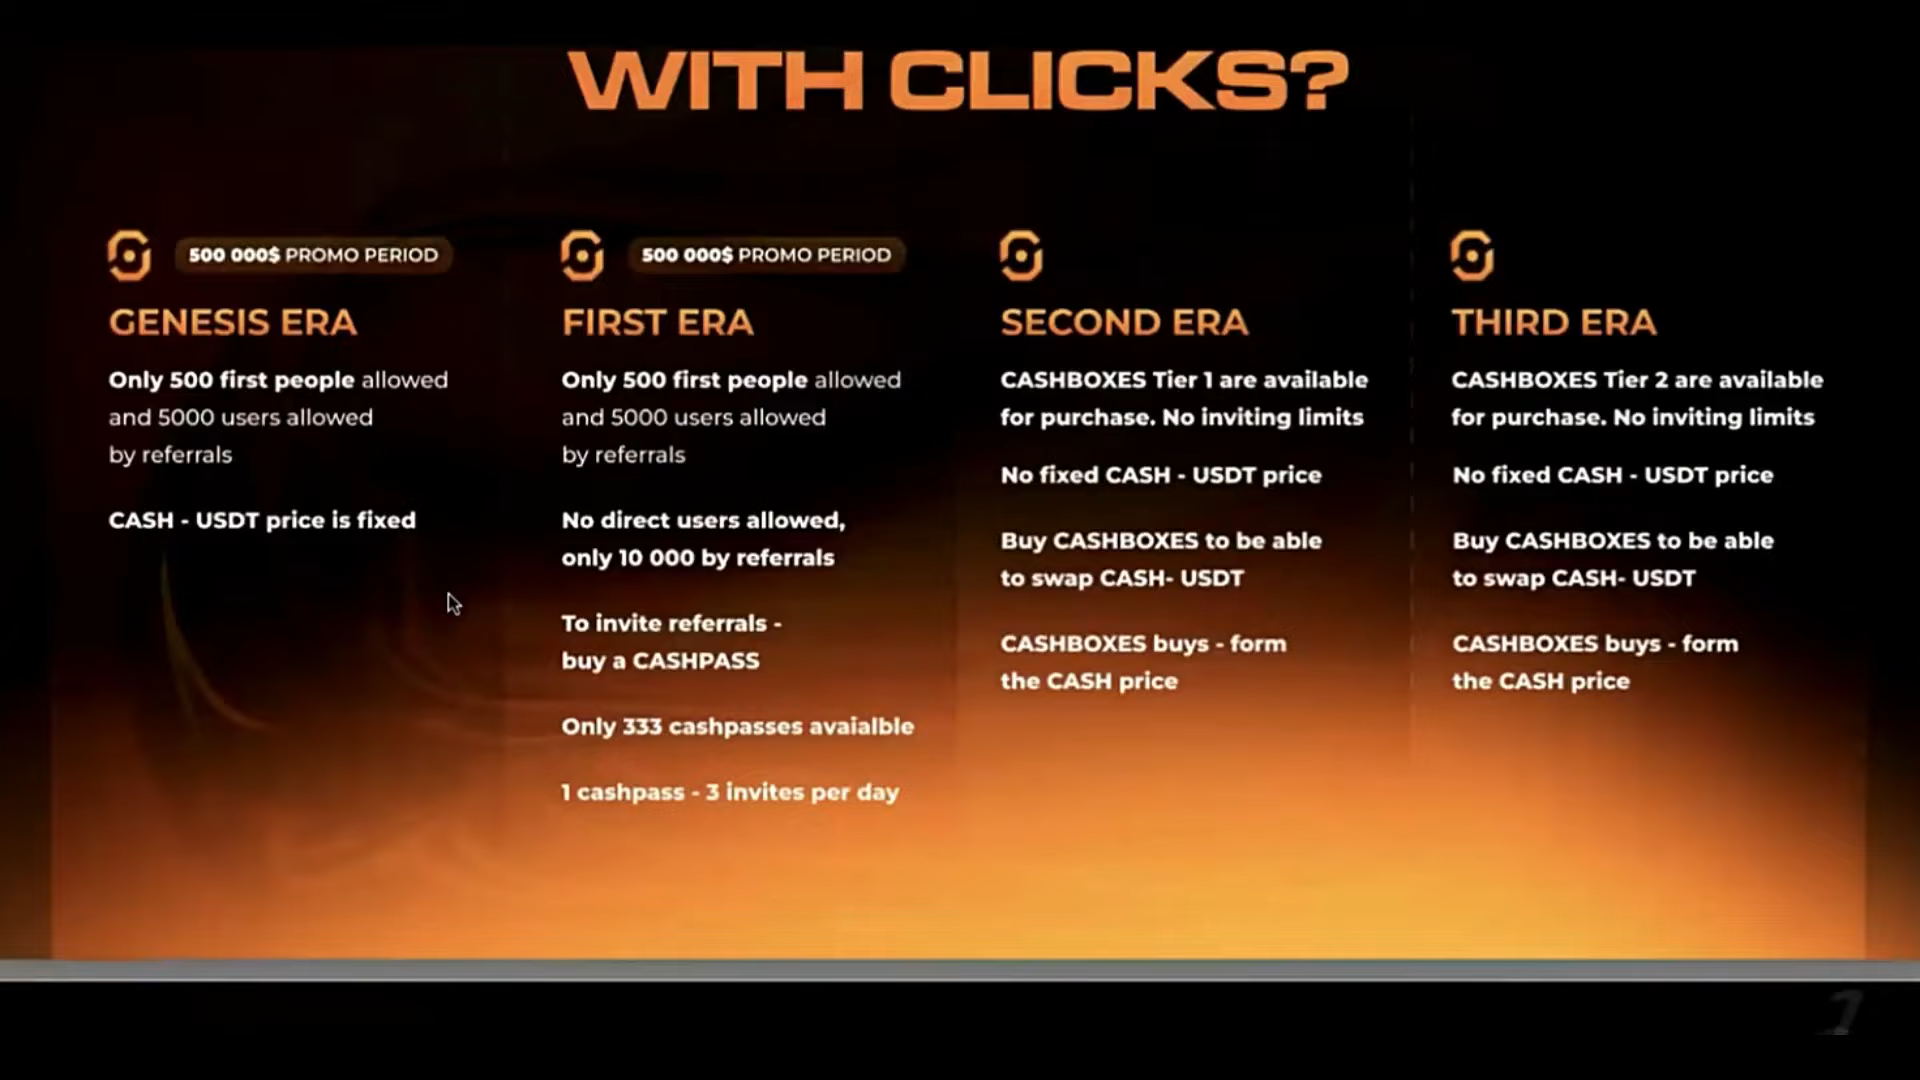 WITH CLICKS?
500 000$ PROMO PERIOD
GENESIS ERA
Only 500 first people allowed
and 5000 users allowed
by referrals
CASH - USDT price is fixed
500 000$ PROMO PERIOD
FIRST ERA
Only 500 first people allowed
and 5000 users allowed
by referrals
No direct users allowed,
only 10 000 by referrals
To invite referrals -
buy a CASHPASS
Only 333 cashpasses avaialble
1 cashpass - 3 invites per day
SECOND ERA
CASHBOXES Tier 1 are available
for purchase. No inviting limits
No fixed CASH - USDT price
Buy CASHBOXES to be able
to swap CASH- USDT
CASHBOXES buys - form
the CASH price
THIRD ERA
CASHBOXES Tier 2 are available
for purchase. No inviting limits
No fixed CASH - USDT price
Buy CASHBOXES to be able
to swap CASH- USDT
CASHBOXES buys - form
the CASH price